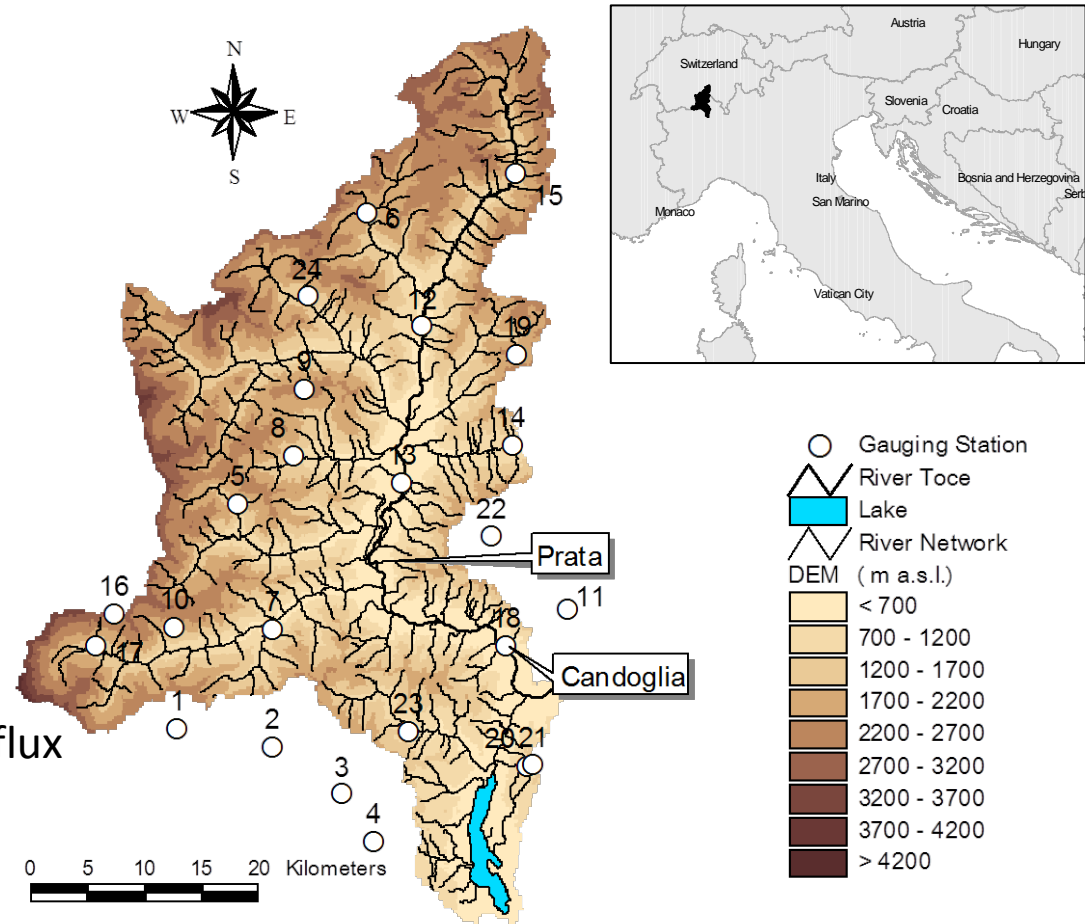 N
W
E
S
15
6
24
12
19
9
14
8
13
5
22
Prata
16
11
10
7
18
17
Candoglia
1
2
23
20
21
flux
3
4
0 5 10 15 20 Kilometers
Austria
Hungary
Switzerland
Slovenia
Croatia
Bosnia and Herzegovina
Serb
Italy
San Marino
Monaco
Vatican City
Gauging Station
River Toce
Lake
River Network
DEM ( m a.s.l.)
< 700
700 - 1200
1200 - 1700
1700 - 2200
2200 - 2700
2700 - 3200
3200 - 3700
3700 - 4200
> 4200